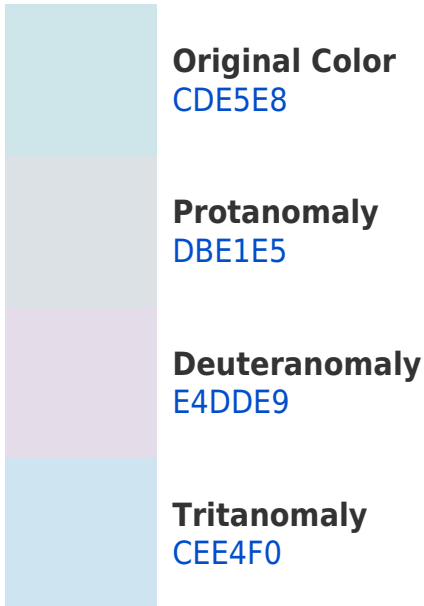 Original Color
CDE5E8
Protanomaly
DBE1E5
Deuteranomaly
E4DDE9
Tritanomaly
CEE4F0